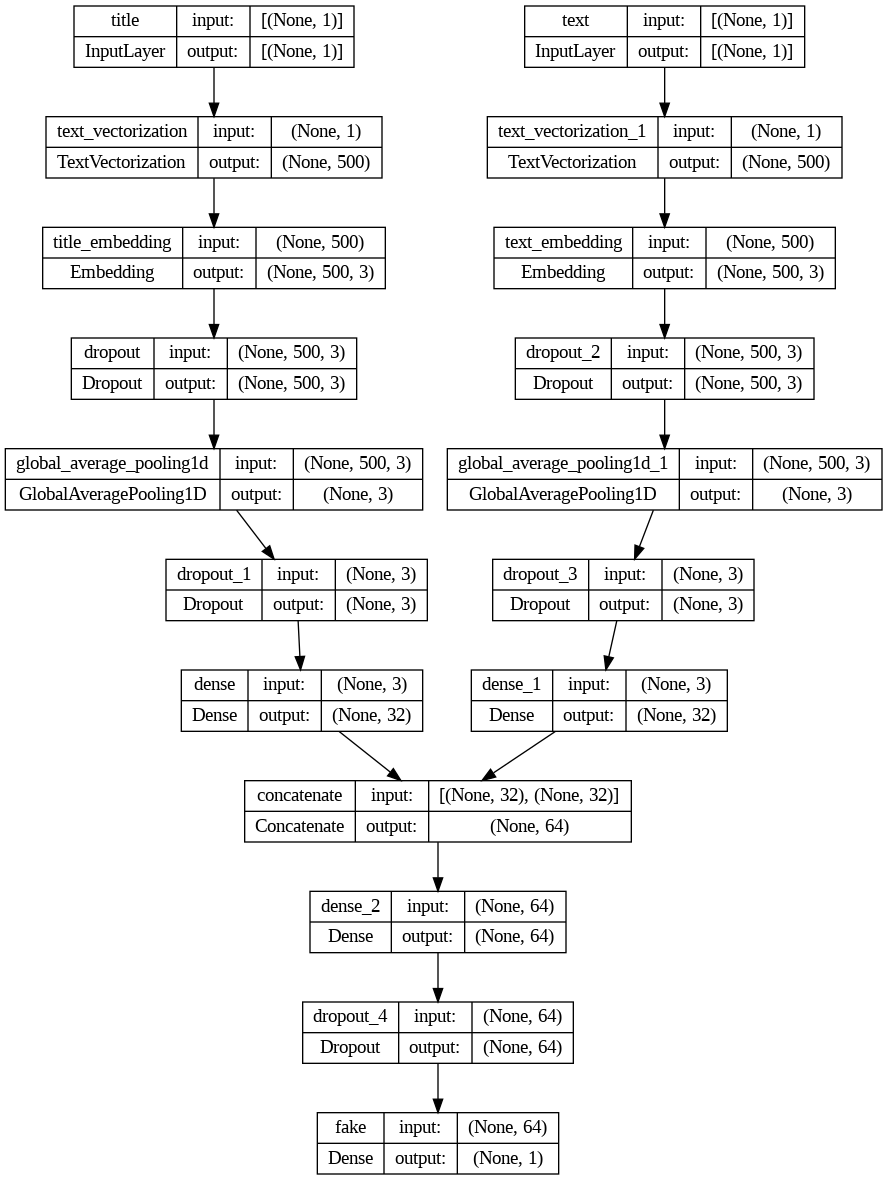 title input: [(None, 1)]
InputLayer output: [(None, 1)]
text input: [(None, 1)]
InputLayer output: [(None, 1)]
text_vectorization input: (None, 1)
TextVectorization output: (None, 500)
text_vectorization_1 input: (None, 1)
TextVectorization output: (None, 500)
title_embedding input: (None, 500)
Embedding output: (None, 500, 3)
text_embedding input: (None, 500)
Embedding output: (None, 500, 3)
dropout input: (None, 500, 3)
Dropout output: (None, 500, 3)
dropout_2 input: (None, 500, 3)
Dropout output: (None, 500, 3)
global_average_pooling1d input: (None, 500, 3)
GlobalAveragePooling1D output: (None, 3)
global_average_pooling1d_1 input: (None, 500, 3)
GlobalAveragePooling1D output: (None, 3)
dropout_1 input: (None, 3)
Dropout output: (None, 3)
dropout_3 input: (None, 3)
Dropout output: (None, 3)
dense input: (None, 3)
Dense output: (None, 32)
dense_1 input: (None, 3)
Dense output: (None, 32)
concatenate input: [(None, 32), (None, 32)]
Concatenate output: (None, 64)
dense_2 input: (None, 64)
Dense output: (None, 64)
dropout_4 input: (None, 64)
Dropout output: (None, 64)
fake input: (None, 64)
Dense output: (None, 1)